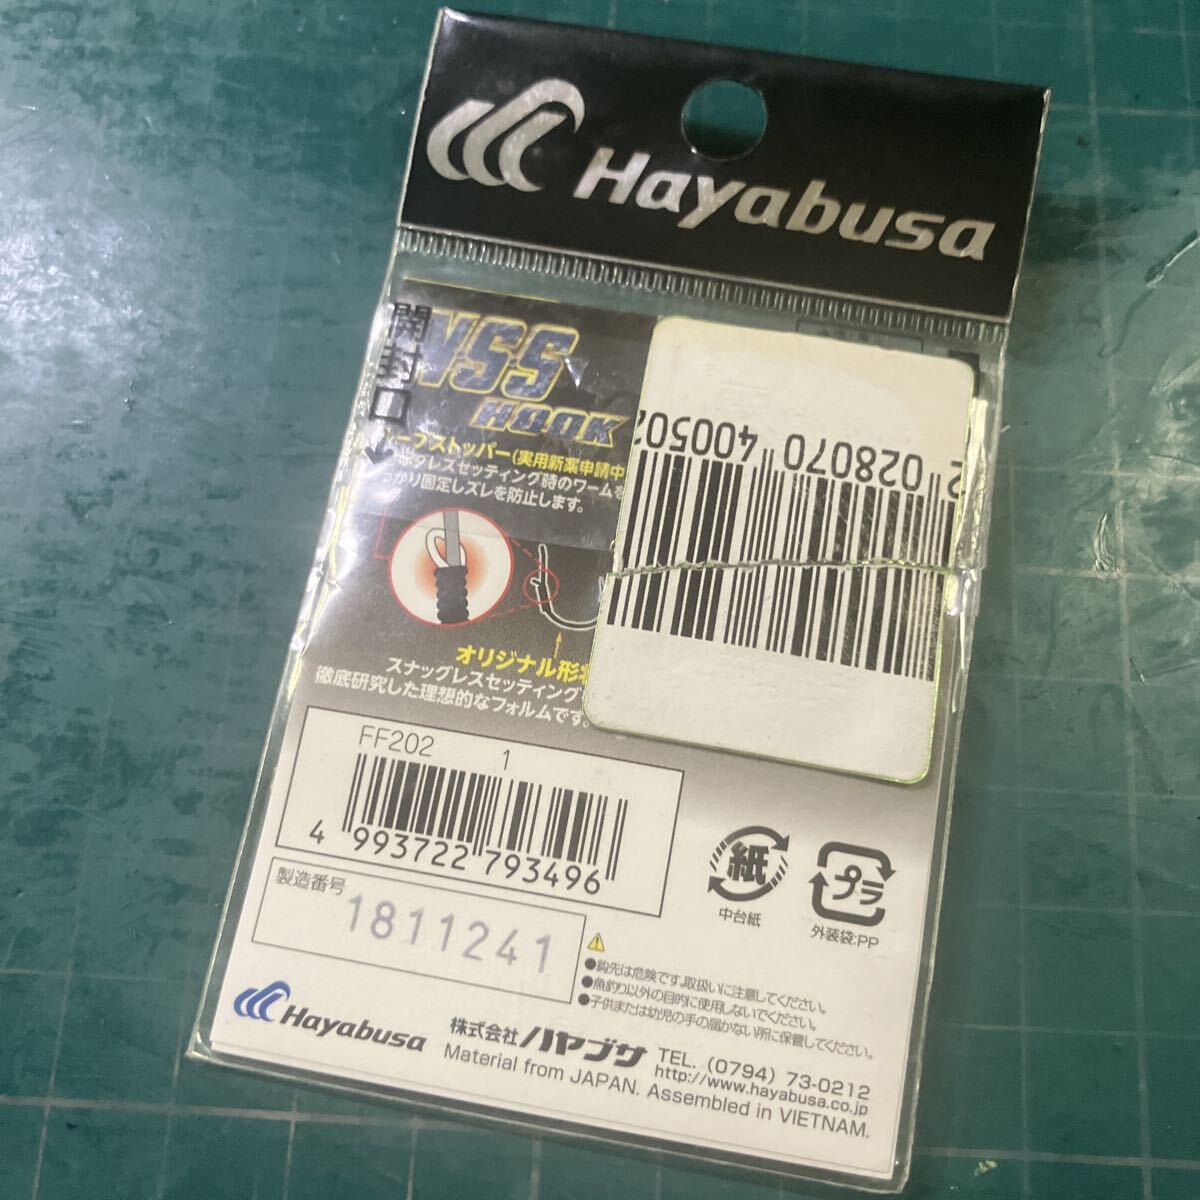 Hayabusa
開封口
NSS
HOOK
ープストッパー(実用新案申請中
グレスセッティング時のワームを
かり固定しズレを防止します。
2 028070 400502
オリジナル形状
スナッグレスセッティング
徹底研究した理想的なフォルムです。
FF202 1
4 993722 793496
製造番号
1811241
紙
中台紙
プラ
外装袋:PP
●鈎先は危険です,取扱いに注意してください。
●魚釣り以外の目的に使用しないでください。
●子供または幼児の手の届かない所に保管してください。
Hayabusa
株式会社ハヤブサ
TEL. (0794) 73-0212
http://www.hayabusa.co.jp
Material from JAPAN. Assembled in VIETNAM.